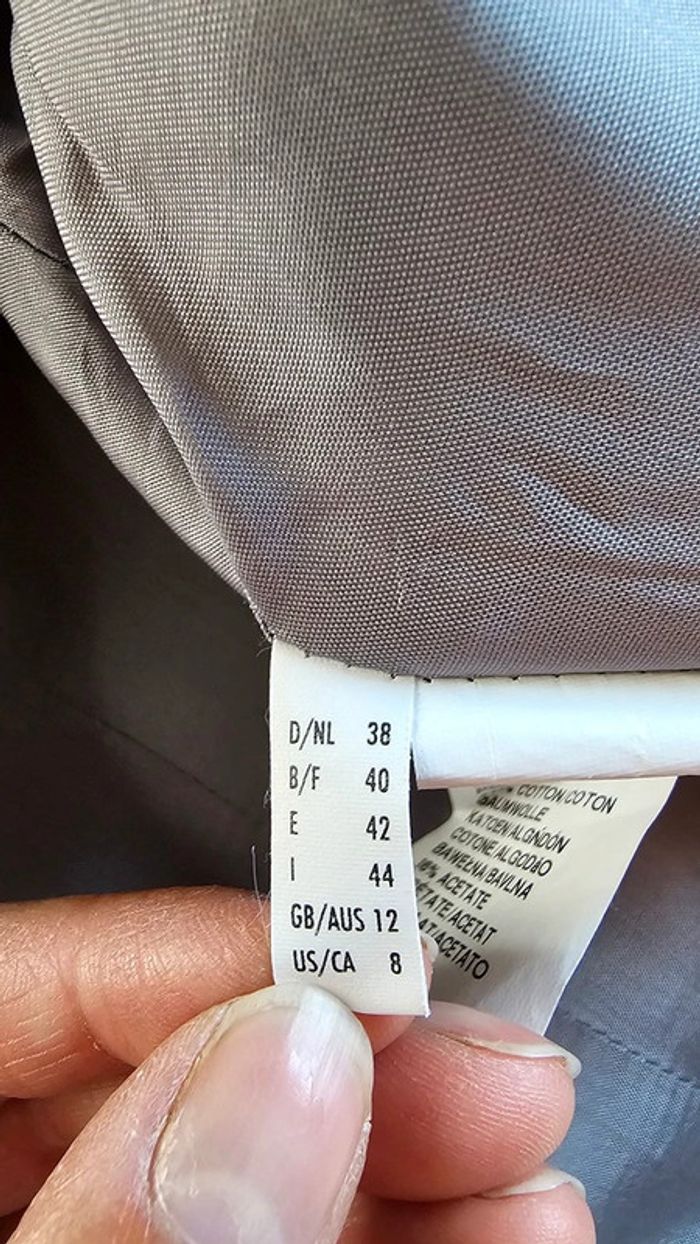 D/NL 38
B/F 40
E 42
I 44
GB/AUS 12
US/CA 8
COTTON/COTON
BAUMWOLLE
KATOEN/ALGODÓN
COTONE/ALGODÃO
BAWEŁNA/BAVLNA
ACETATE
ACETAT
ACETATO